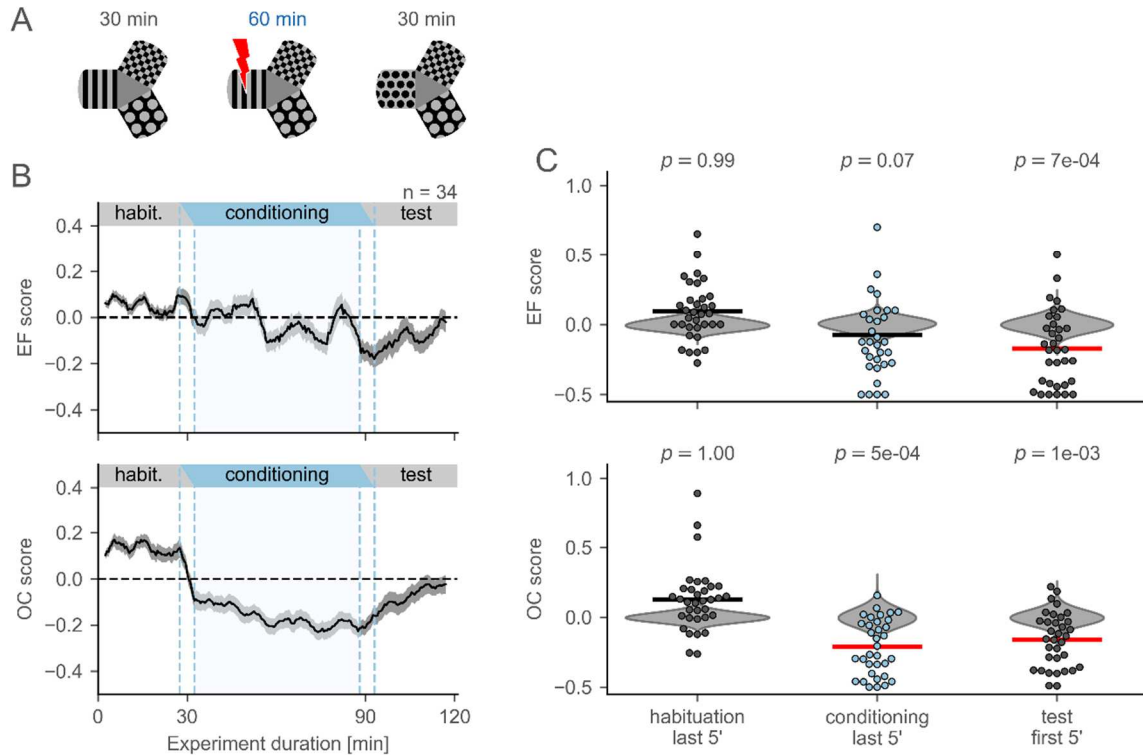 A
30 min
60 min
30 min
B
n = 34
habit.
conditioning
test
EF score
0.4
0.2
0.0
−0.2
−0.4
habit.
conditioning
test
OC score
0.4
0.2
0.0
−0.2
−0.4
0
30
90
120
Experiment duration [min]
C
p = 0.99
p = 0.07
p = 7e-04
EF score
1.0
0.5
0.0
−0.5
p = 1.00
p = 5e-04
p = 1e-03
OC score
1.0
0.5
0.0
−0.5
habituation
last 5'
conditioning
last 5'
test
first 5'